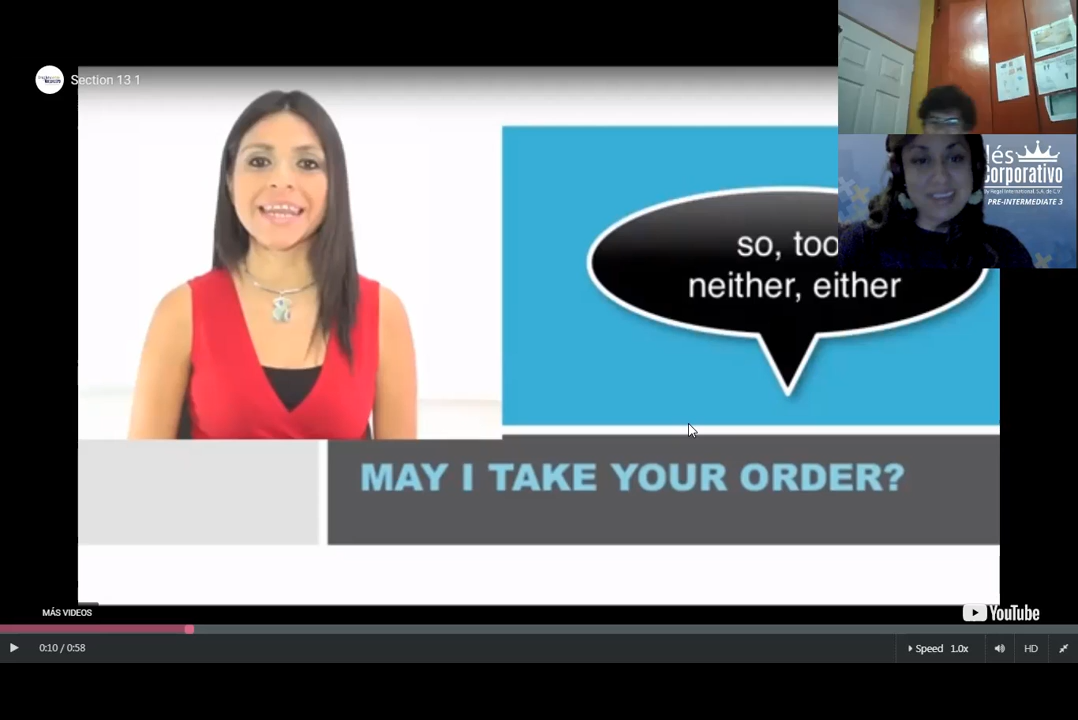 Section 13.1
so, too
neither, either
MAY I TAKE YOUR ORDER?
lés
Corporativo
PRE-INTERMEDIATE 3
MÁS VIDEOS
YouTube
0:10 / 0:58
Speed 1.0x
HD